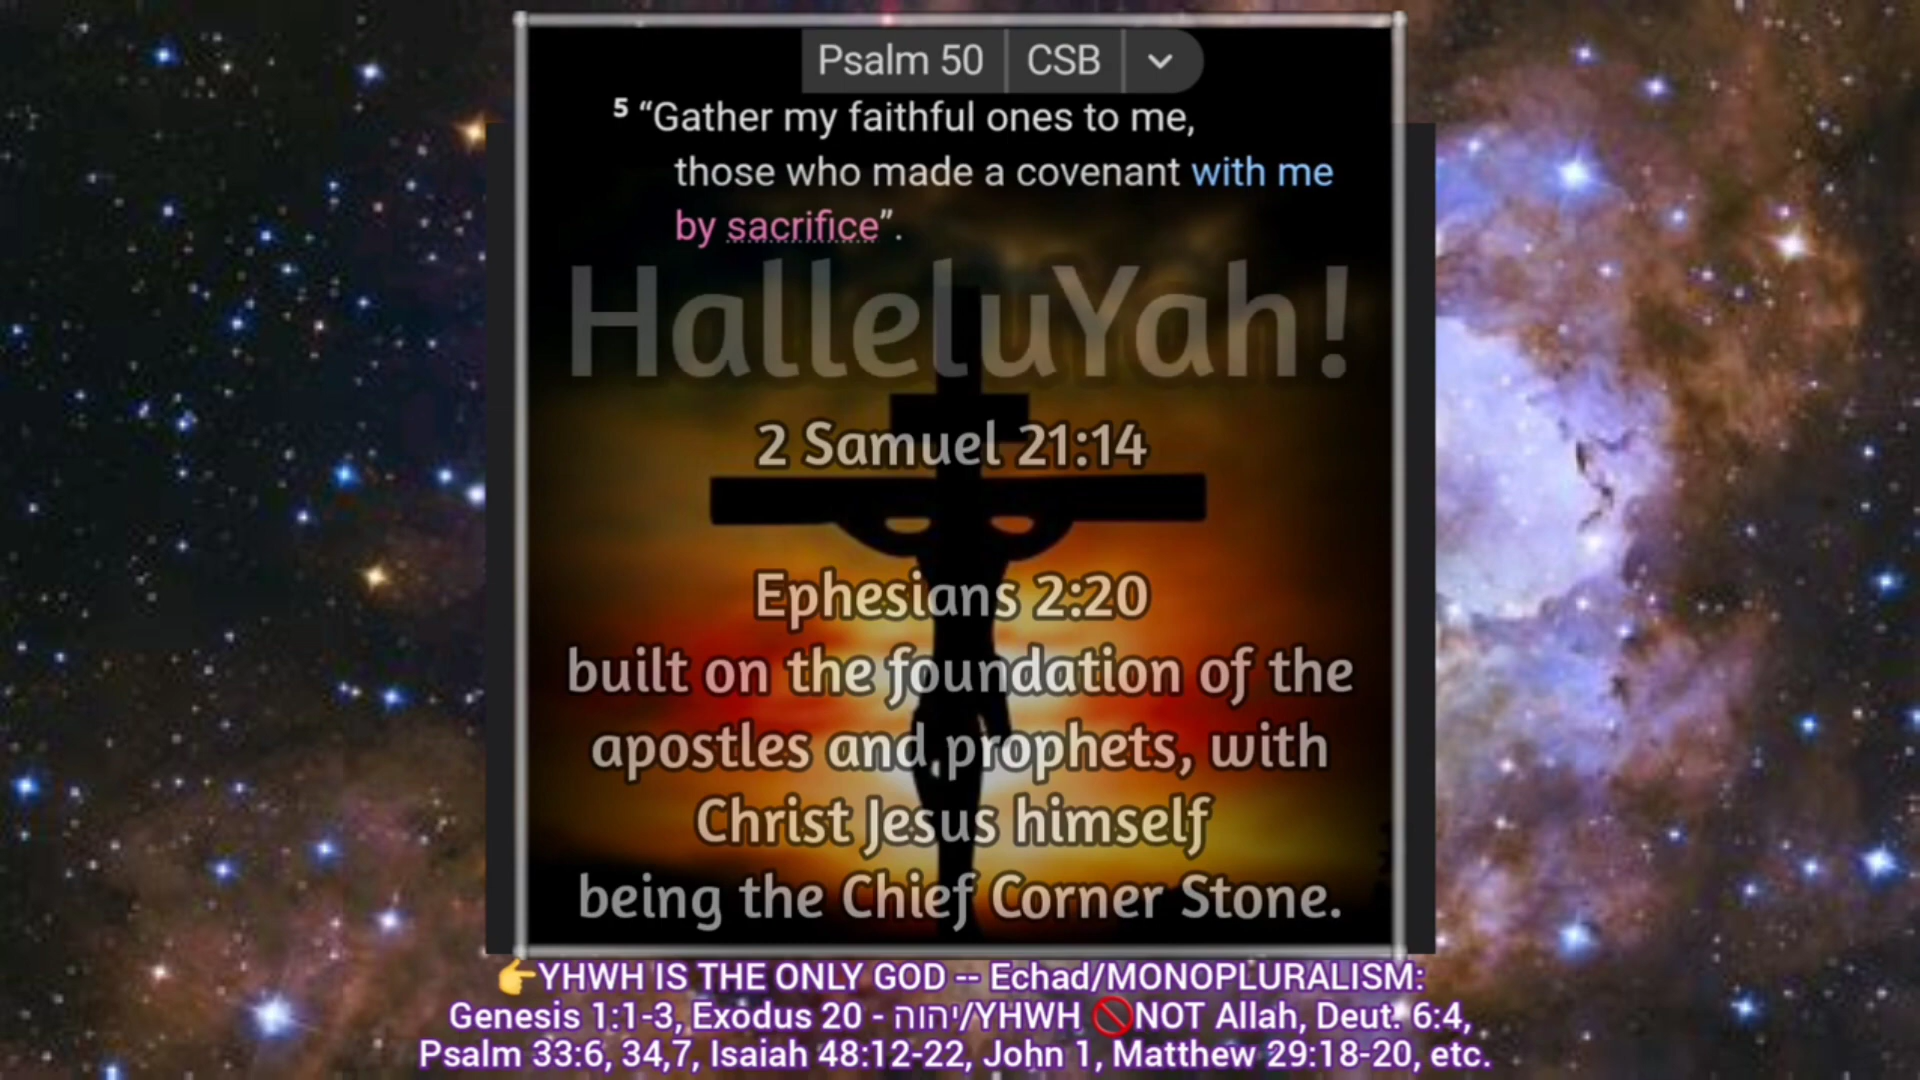 Psalm 50 CSB
5 “Gather my faithful ones to me,
those who made a covenant with me
by sacrifice”.
HalleluYah!
2 Samuel 21:14
Ephesians 2:20
built on the foundation of the
apostles and prophets, with
Christ Jesus himself
being the Chief Corner Stone.
👉YHWH IS THE ONLY GOD -- Echad/MONOPLURALISM:
Genesis 1:1-3, Exodus 20 - יהוה/YHWH 🚫NOT Allah, Deut. 6:4,
Psalm 33:6, 34,7, Isaiah 48:12-22, John 1, Matthew 29:18-20, etc.